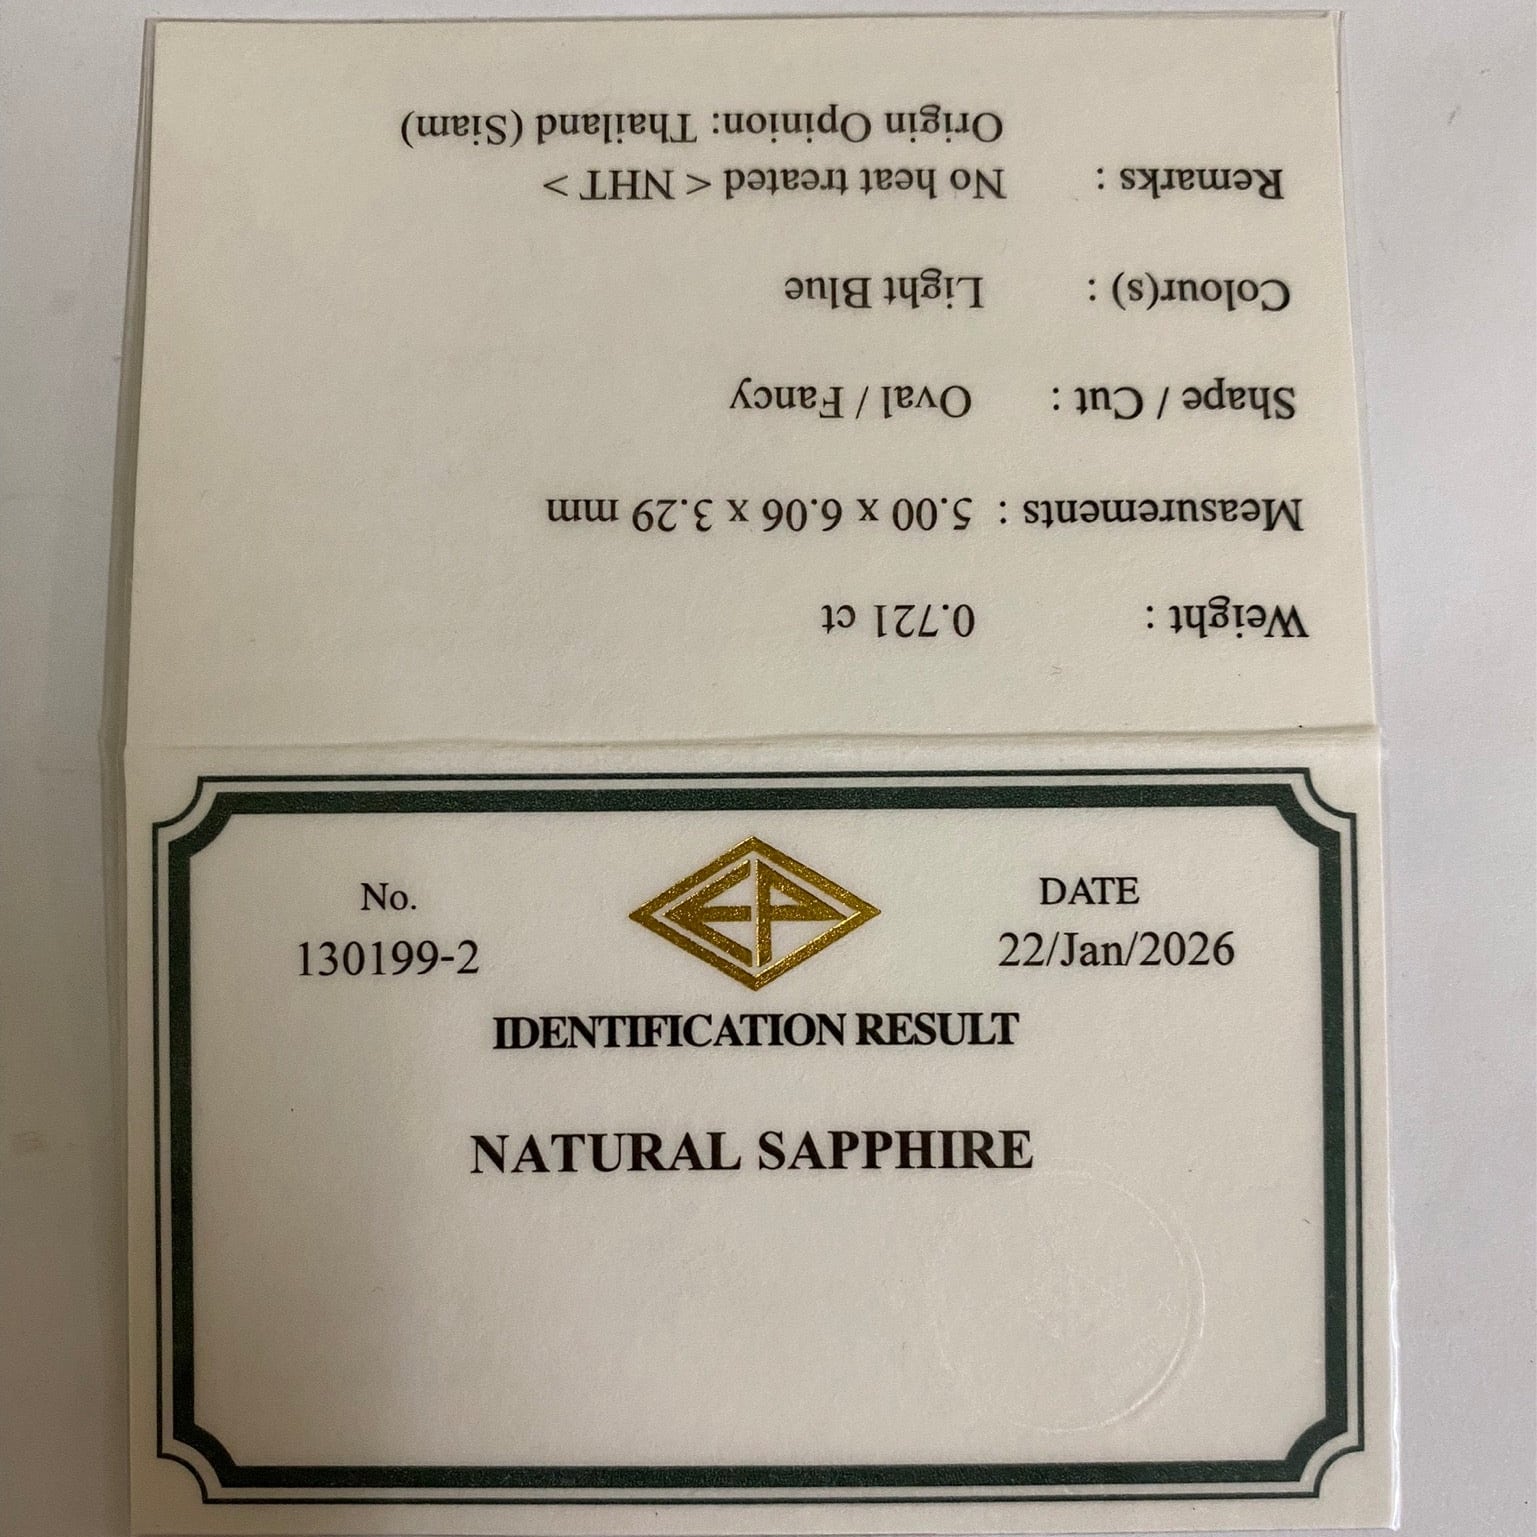 Weight : 0.721 ct
Measurements : 5.00 x 6.06 x 3.29 mm
Shape / Cut : Oval / Fancy
Colour(s) : Light Blue
Remarks : No heat treated < NHT >
Origin Opinion: Thailand (Siam)
No.
130199-2
EP
DATE
22/Jan/2026
IDENTIFICATION RESULT
NATURAL SAPPHIRE